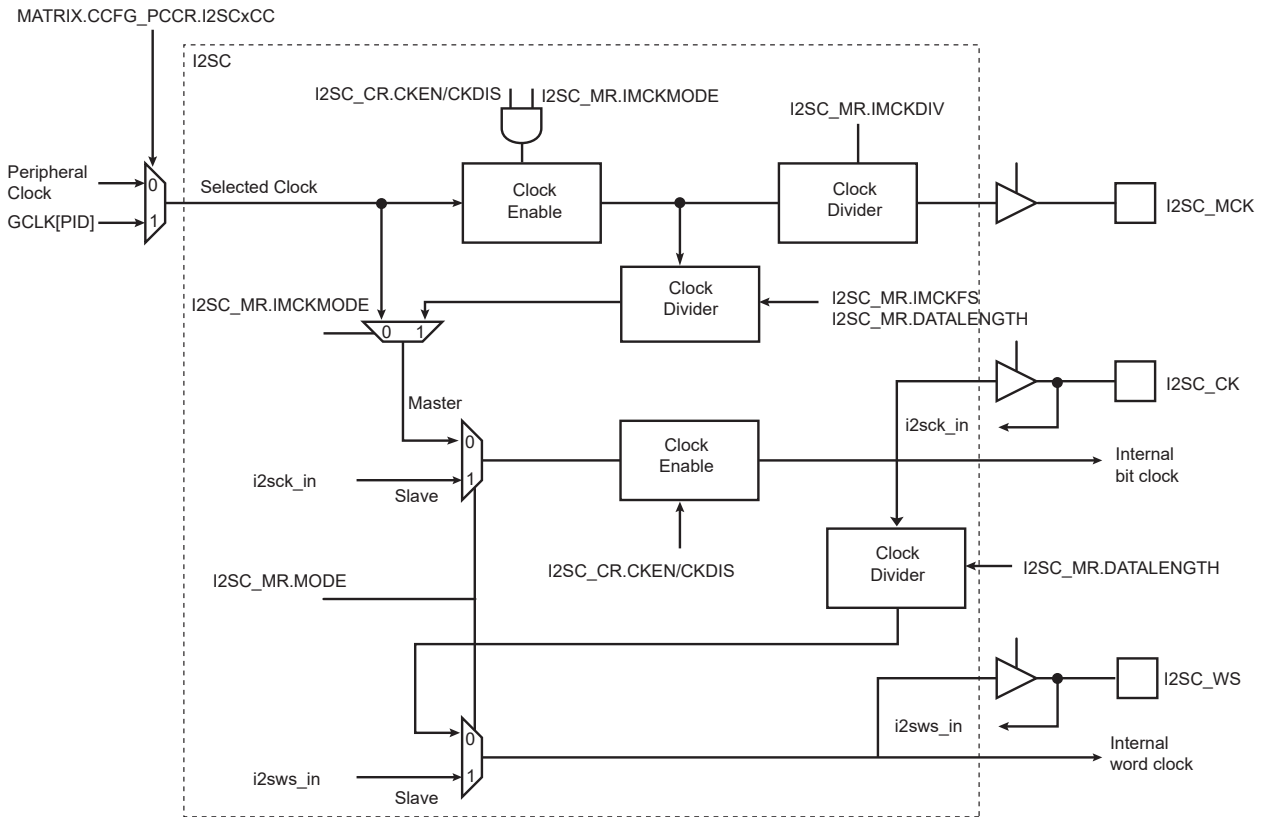 MATRIX.CCFG_PCCR.I2SCxCC
I2SC
I2SC_CR.CKEN/CKDIS
I2SC_MR.IMCKMODE
I2SC_MR.IMCKDIV
Peripheral
Clock
0
Selected Clock
Clock
Enable
Clock
Divider
GCLK[PID]
1
I2SC_MCK
Clock
Divider
I2SC_MR.IMCKFS
I2SC_MR.DATALENGTH
I2SC_MR.IMCKMODE
0 1
I2SC_CK
Master
i2sck_in
0
Clock
Enable
Internal
bit clock
i2sck_in
1
Slave
I2SC_CR.CKEN/CKDIS
Clock
Divider
I2SC_MR.DATALENGTH
I2SC_MR.MODE
I2SC_WS
i2sws_in
0
Internal
word clock
i2sws_in
1
Slave